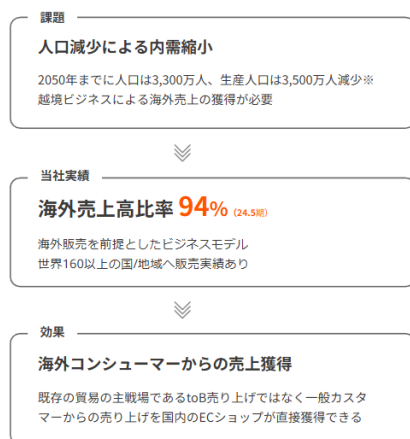 課題
人口減少による内需縮小
2050年までに人口は3,300万人、生産人口は3,500万人減少※
越境ビジネスによる海外売上の獲得が必要
当社実績
海外売上高比率 94% (24.5期)
海外販売を前提としたビジネスモデル
世界160以上の国/地域へ販売実績あり
効果
海外コンシューマーからの売上獲得
既存の貿易の主戦場であるtoB売り上げではなく一般カスタ
マーからの売り上げを国内のECショップが直接獲得できる